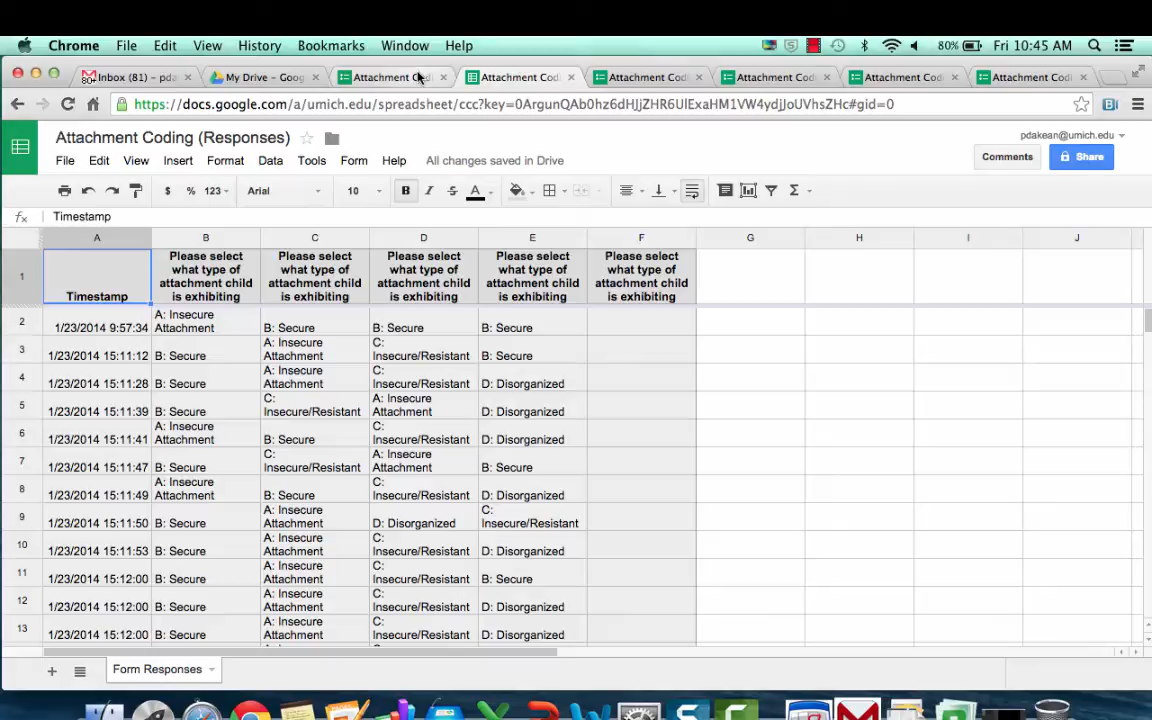 Chrome File Edit View History Bookmarks Window Help 80% Fri 10:45 AM
Inbox (81) – pda My Drive – Goog Attachment Codi Attachment Codi Attachment Codi Attachment Codi Attachment Codi Attachment Codi
https://docs.google.com/a/umich.edu/spreadsheet/ccc?key=0ArgunQAb0hz6dHJjZHR6UlExaHM1VW4ydjJoUVhsZHc#gid=0
Attachment Coding (Responses) pdakean@umich.edu
File Edit View Insert Format Data Tools Form Help All changes saved in Drive Comments Share
$ % 123 Arial 10 B I S A Σ
fx Timestamp
A B C D E F G H I J
Please select Please select Please select Please select Please select
what type of what type of what type of what type of what type of
attachment child attachment child attachment child attachment child attachment child
1 Timestamp is exhibiting is exhibiting is exhibiting is exhibiting is exhibiting
A: Insecure
2 1/23/2014 9:57:34 Attachment B: Secure B: Secure B: Secure
A: Insecure C:
3 1/23/2014 15:11:12 B: Secure Attachment Insecure/Resistant B: Secure
A: Insecure C:
4 1/23/2014 15:11:28 B: Secure Attachment Insecure/Resistant D: Disorganized
C: A: Insecure
5 1/23/2014 15:11:39 B: Secure Insecure/Resistant Attachment D: Disorganized
A: Insecure C:
6 1/23/2014 15:11:41 Attachment B: Secure Insecure/Resistant D: Disorganized
C: A: Insecure
7 1/23/2014 15:11:47 B: Secure Insecure/Resistant Attachment B: Secure
A: Insecure C:
8 1/23/2014 15:11:49 Attachment B: Secure Insecure/Resistant D: Disorganized
A: Insecure C:
9 1/23/2014 15:11:50 B: Secure Attachment D: Disorganized Insecure/Resistant
A: Insecure C:
10 1/23/2014 15:11:53 B: Secure Attachment Insecure/Resistant D: Disorganized
A: Insecure C:
11 1/23/2014 15:12:00 B: Secure Attachment Insecure/Resistant B: Secure
A: Insecure C:
12 1/23/2014 15:12:00 B: Secure Attachment Insecure/Resistant D: Disorganized
A: Insecure C:
13 1/23/2014 15:12:00 B: Secure Attachment Insecure/Resistant D: Disorganized
Form Responses